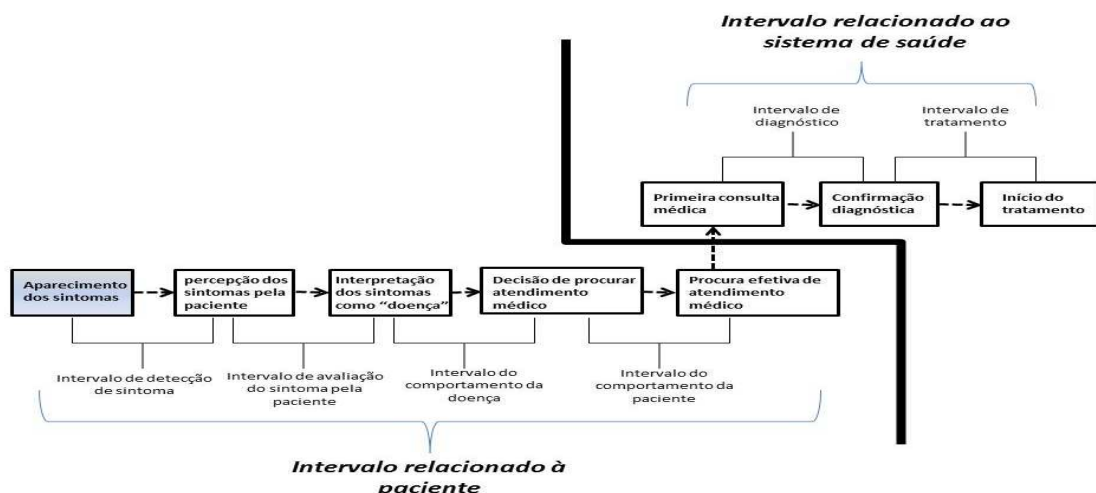 Intervalo relacionado ao
sistema de saúde
Intervalo de
diagnóstico
Intervalo de
tratamento
Primeira consulta
médica
Confirmação
diagnóstica
Início do
tratamento
Aparecimento
dos sintomas
percepção dos
sintomas pela
paciente
Interpretação
dos sintomas
como “doença”
Decisão de procurar
atendimento
médico
Procura efetiva de
atendimento
médico
Intervalo de detecção
de sintoma
Intervalo de avaliação
do sintoma pela
paciente
Intervalo do
comportamento da
doença
Intervalo do
comportamento da
paciente
Intervalo relacionado à
paciente